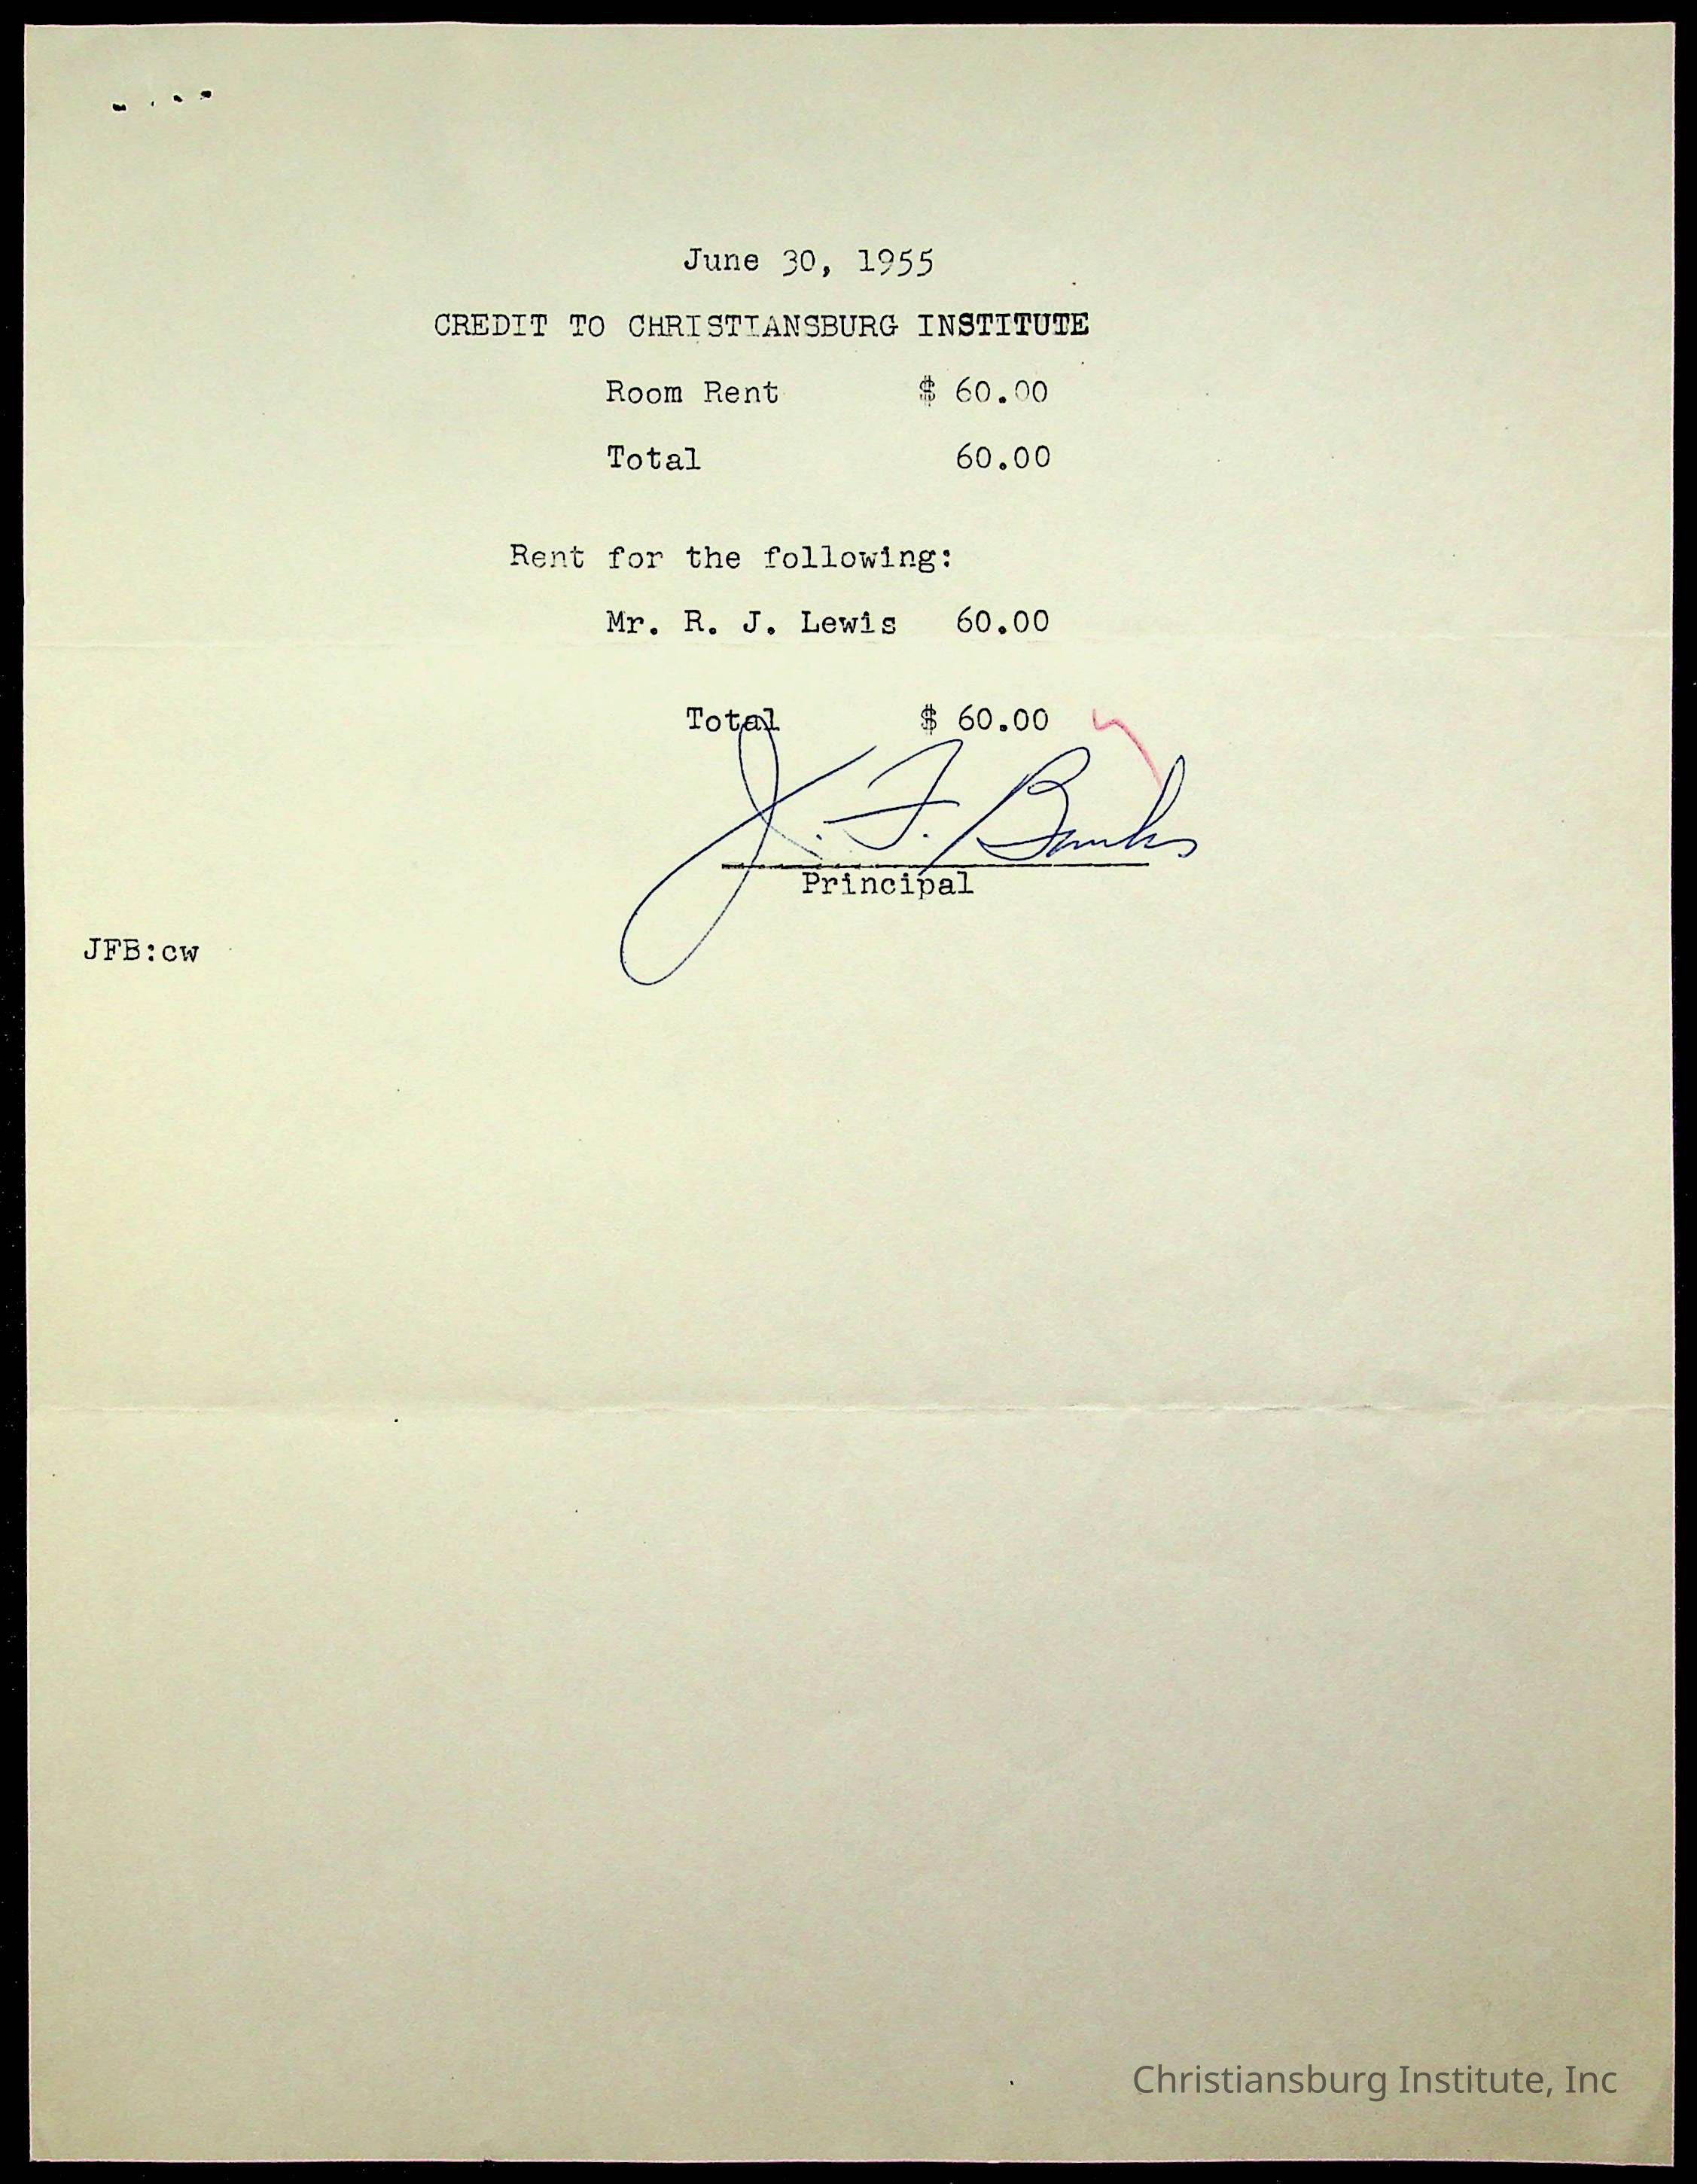 June 30, 1955
CREDIT TO CHRISTIANSBURG INSTITUTE
Room Rent $ 60.00
Total 60.00
Rent for the following:
Mr. R. J. Lewis 60.00
Total $ 60.00
J. F. Banks
Principal
JFB:cw
Christiansburg Institute, Inc